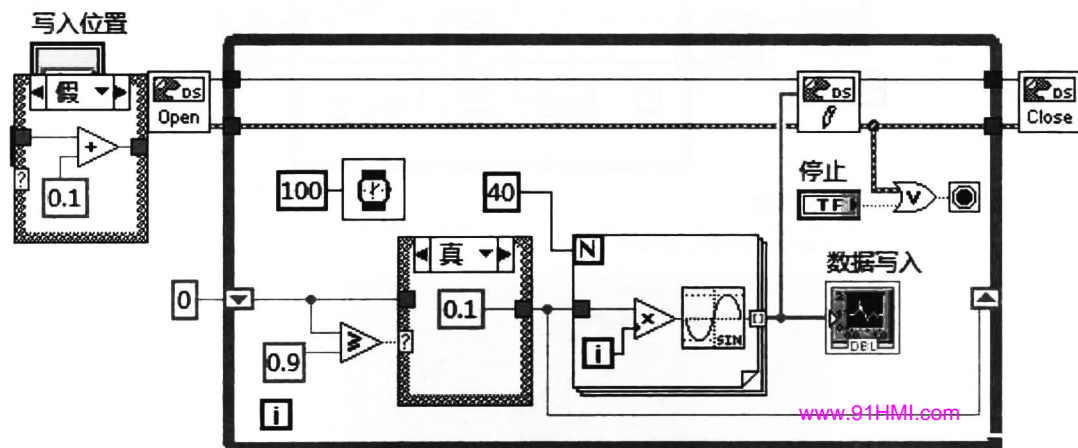 写入位置
假
DS
Open
DS
DS
Close
+
?
0.1
100
40
停止
TF
V
N
真
数据写入
0
0.1
×
SIN
[]
DBL
?
0.9
i
i
www.91HMI.com